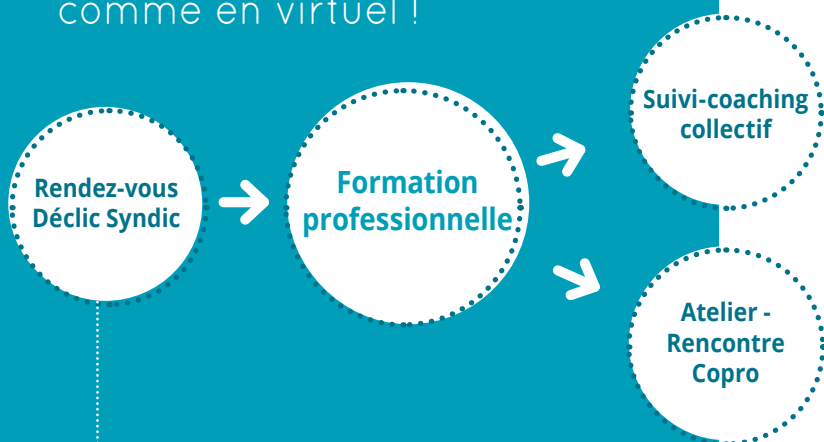 comme en virtuel !
Rendez-vous
Déclic Syndic
Formation
professionnelle
Suivi-coaching
collectif
Atelier -
Rencontre
Copro